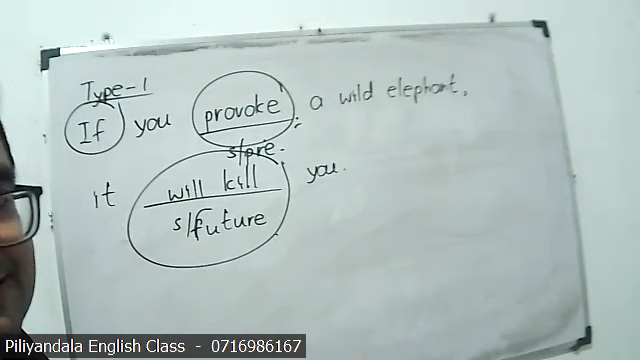 Type-1
If you provoke a wild elephant,
s/pre.
it will kill you.
s/Future
Piliyandala English Class - 0716986167